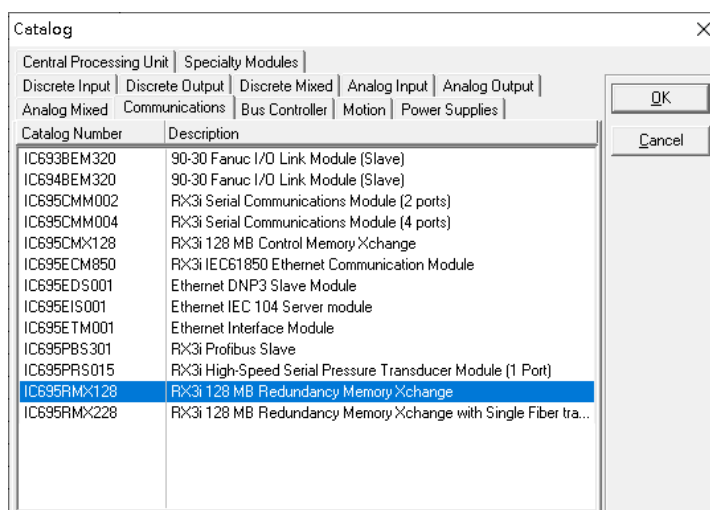 Catalog
Central Processing Unit Specialty Modules
Discrete Input Discrete Output Discrete Mixed Analog Input Analog Output
Analog Mixed Communications Bus Controller Motion Power Supplies
OK
Cancel
Catalog Number Description
IC693BEM320 90-30 Fanuc I/O Link Module (Slave)
IC694BEM320 90-30 Fanuc I/O Link Module (Slave)
IC695CMM002 RX3i Serial Communications Module (2 ports)
IC695CMM004 RX3i Serial Communications Module (4 ports)
IC695CMX128 RX3i 128 MB Control Memory Xchange
IC695ECM850 RX3i IEC61850 Ethernet Communication Module
IC695EDS001 Ethernet DNP3 Slave Module
IC695EIS001 Ethernet IEC 104 Server module
IC695ETM001 Ethernet Interface Module
IC695PBS301 RX3i Profibus Slave
IC695PRS015 RX3i High-Speed Serial Pressure Transducer Module (1 Port)
IC695RMX128 RX3i 128 MB Redundancy Memory Xchange
IC695RMX228 RX3i 128 MB Redundancy Memory Xchange with Single Fiber tra...